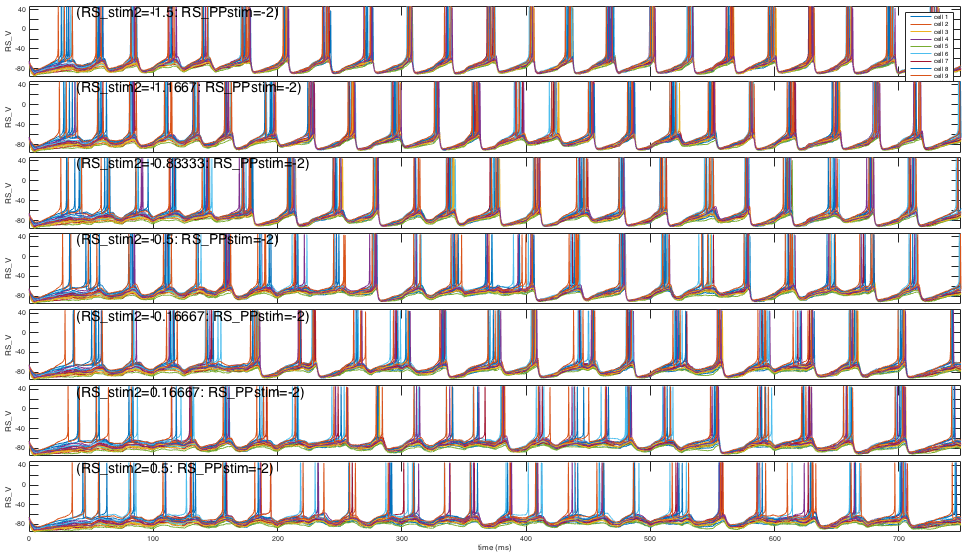 (RS_stim2=-1.5: RS_PPstim=-2)
40
0
-40
-80
RS_V
cell 1
cell 2
cell 3
cell 4
cell 5
cell 6
cell 7
cell 8
cell 9
(RS_stim2=-1.1667: RS_PPstim=-2)
40
0
-40
-80
RS_V
(RS_stim2=-0.83333: RS_PPstim=-2)
40
0
-40
-80
RS_V
(RS_stim2=-0.5: RS_PPstim=-2)
40
0
-40
-80
RS_V
(RS_stim2=-0.16667: RS_PPstim=-2)
40
0
-40
-80
RS_V
(RS_stim2=0.16667: RS_PPstim=-2)
40
0
-40
-80
RS_V
(RS_stim2=0.5: RS_PPstim=-2)
40
0
-40
-80
RS_V
0 100 200 300 400 500 600 700
time (ms)